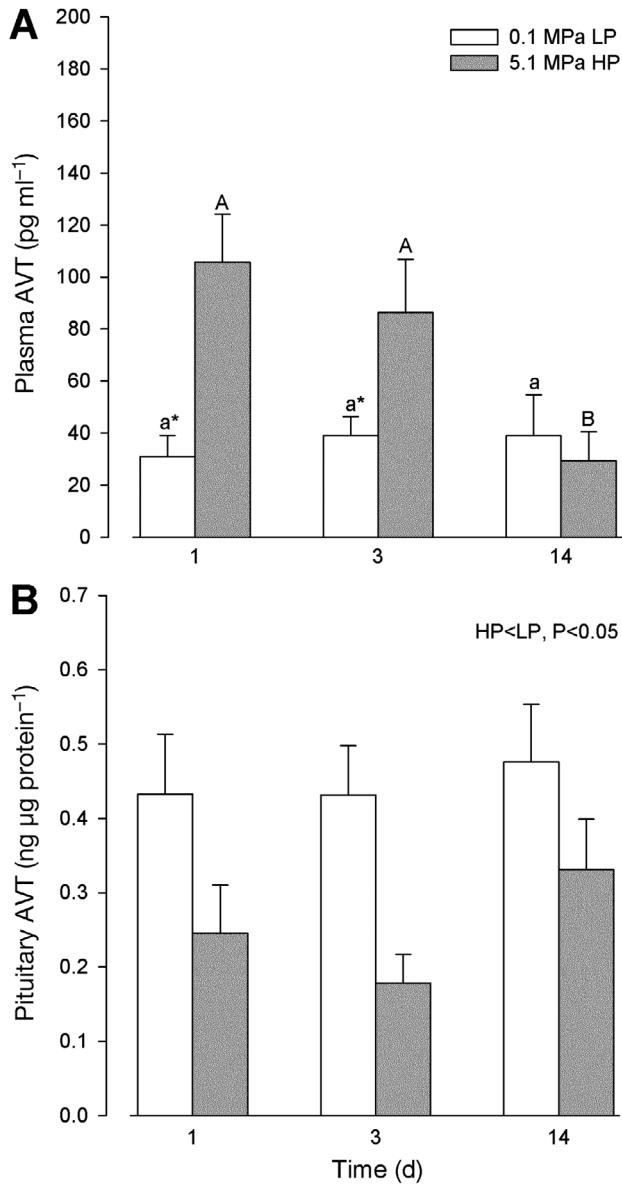 A
200
180
160
140
120
100
80
60
40
20
0
Plasma AVT (pg ml⁻¹)
0.1 MPa LP
5.1 MPa HP
a*
A
a*
A
a
B
1 3 14
B
0.7
0.6
0.5
0.4
0.3
0.2
0.1
0.0
Pituitary AVT (ng µg protein⁻¹)
HP<LP, P<0.05
1 3 14
Time (d)